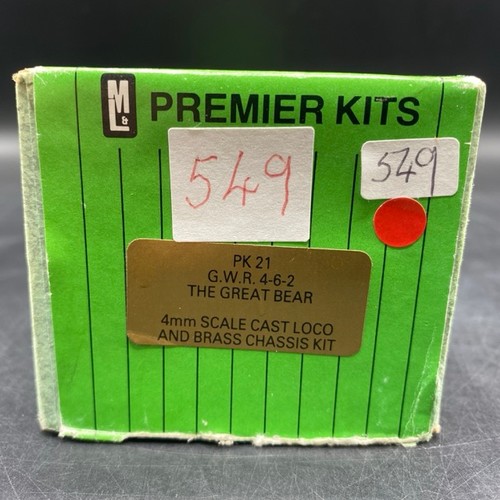 M&L PREMIER KITS
549
549
PK 21
G.W.R. 4-6-2
THE GREAT BEAR
4mm SCALE CAST LOCO
AND BRASS CHASSIS KIT